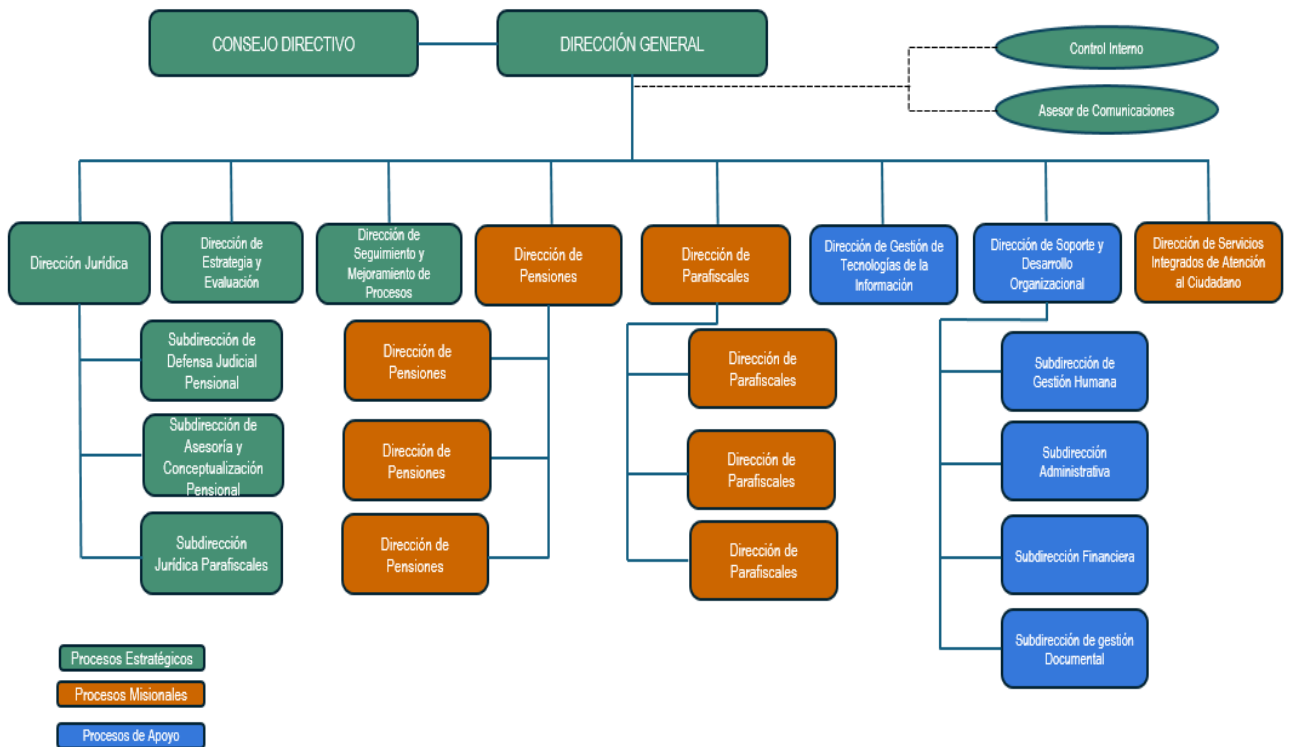 CONSEJO DIRECTIVO
DIRECCIÓN GENERAL
Control Interno
Asesor de Comunicaciones
Dirección Jurídica
Dirección de
Estrategia y
Evaluación
Dirección de
Seguimiento y
Mejoramiento de
Procesos
Dirección de
Pensiones
Dirección de
Parafiscales
Dirección de Gestión de
Tecnologías de la
Información
Dirección de Soporte y
Desarrollo
Organizacional
Dirección de Servicios
Integrados de Atención
al Ciudadano
Subdirección de
Defensa Judicial
Pensional
Subdirección de
Asesoría y
Conceptualización
Pensional
Subdirección
Jurídica Parafiscales
Dirección de
Pensiones
Dirección de
Pensiones
Dirección de
Pensiones
Dirección de
Parafiscales
Dirección de
Parafiscales
Dirección de
Parafiscales
Subdirección de
Gestión Humana
Subdirección
Administrativa
Subdirección Financiera
Subdirección de gestión
Documental
Procesos Estratégicos
Procesos Misionales
Procesos de Apoyo